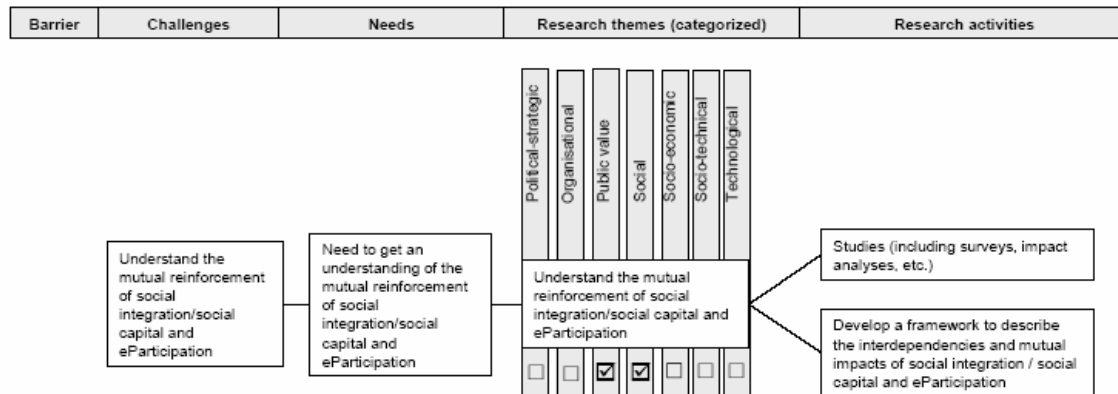 Barrier
Challenges
Needs
Research themes (categorized)
Research activities
Political-strategic
Organisational
Public value
Social
Socio-economic
Socio-technical
Technological
Understand the
mutual reinforcement
of social
integration/social
capital and
eParticipation
Need to get an
understanding of the
mutual reinforcement
of social
integration/social
capital and
eParticipation
Understand the mutual
reinforcement of social
integration/social capital and
eParticipation
☐ ☐ ☑ ☑ ☐ ☐ ☐
Studies (including surveys, impact
analyses, etc.)
Develop a framework to describe
the interdependencies and mutual
impacts of social integration / social
capital and eParticipation